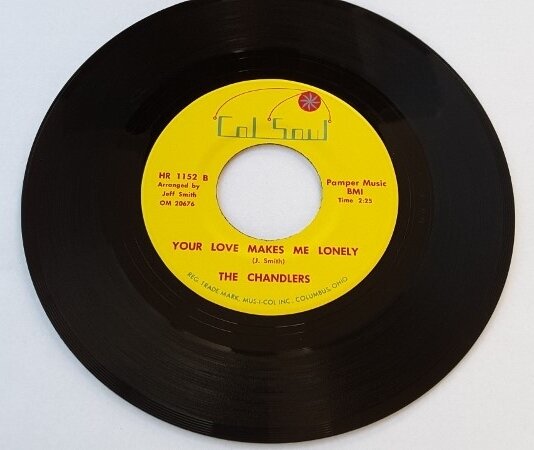 Col Soul
HR 1152 B
Arranged by
Jeff Smith
OM 20676
Pamper Music
BMI
Time 2:25
YOUR LOVE MAKES ME LONELY
(J. Smith)
THE CHANDLERS
REG. TRADE MARK, MUS-I-COL INC., COLUMBUS, OHIO